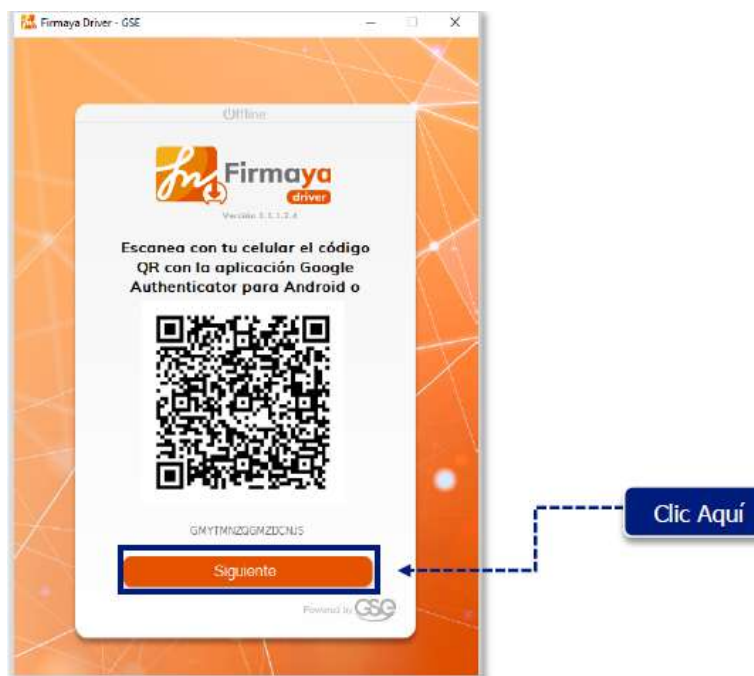 Firmaya Driver - GSE
Offline
Firmaya
driver
Escanea con tu celular el código
QR con la aplicación Google
Authenticator para Android o
GMYTMNZQGMZDCNJS
Siguiente
Clic Aquí
Powered by GSE